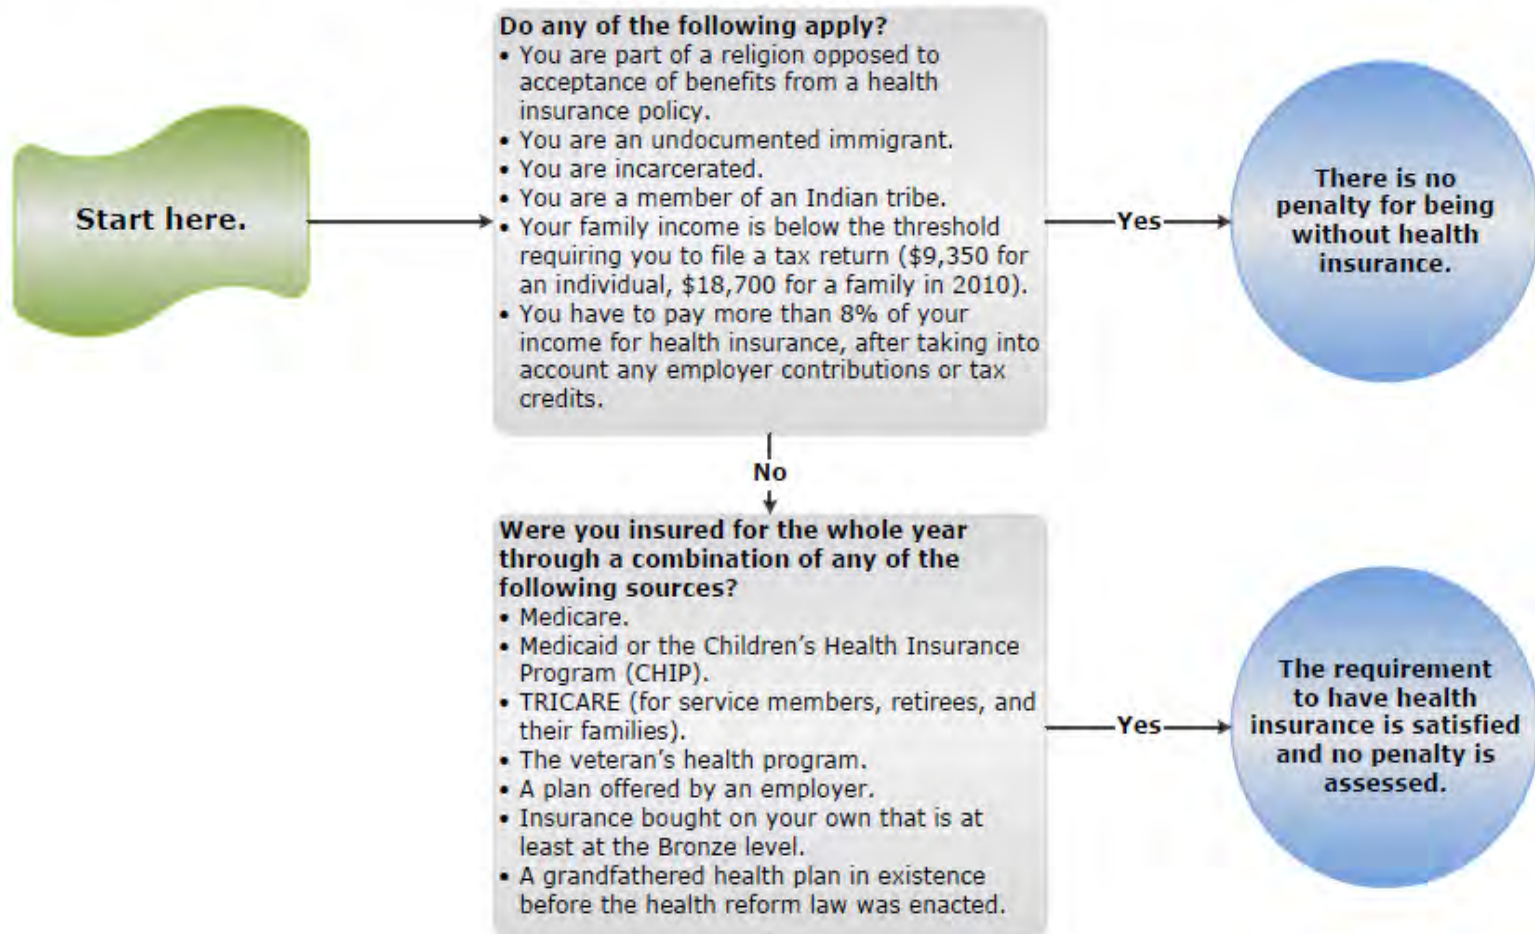 Start here.
Do any of the following apply?
• You are part of a religion opposed to
acceptance of benefits from a health
insurance policy.
• You are an undocumented immigrant.
• You are incarcerated.
• You are a member of an Indian tribe.
• Your family income is below the threshold
requiring you to file a tax return ($9,350 for
an individual, $18,700 for a family in 2010).
• You have to pay more than 8% of your
income for health insurance, after taking into
account any employer contributions or tax
credits.
Yes
There is no
penalty for being
without health
insurance.
No
Were you insured for the whole year
through a combination of any of the
following sources?
• Medicare.
• Medicaid or the Children’s Health Insurance
Program (CHIP).
• TRICARE (for service members, retirees, and
their families).
• The veteran’s health program.
• A plan offered by an employer.
• Insurance bought on your own that is at
least at the Bronze level.
• A grandfathered health plan in existence
before the health reform law was enacted.
Yes
The requirement
to have health
insurance is satisfied
and no penalty is
assessed.